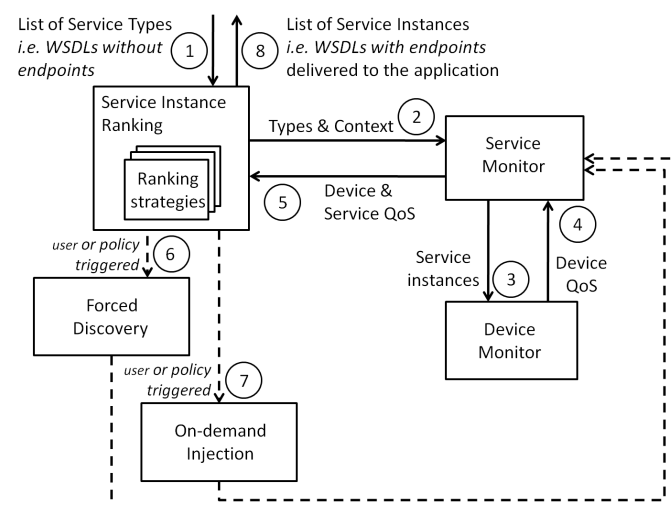 List of Service Types
i.e. WSDLs without
endpoints
1
8
List of Service Instances
i.e. WSDLs with endpoints
delivered to the application
Service Instance
Ranking
Ranking
strategies
Types & Context
2
Service
Monitor
5
Device &
Service QoS
4
Device
QoS
Service
instances
3
Device
Monitor
user or policy
triggered
6
Forced
Discovery
user or policy
triggered
7
On-demand
Injection